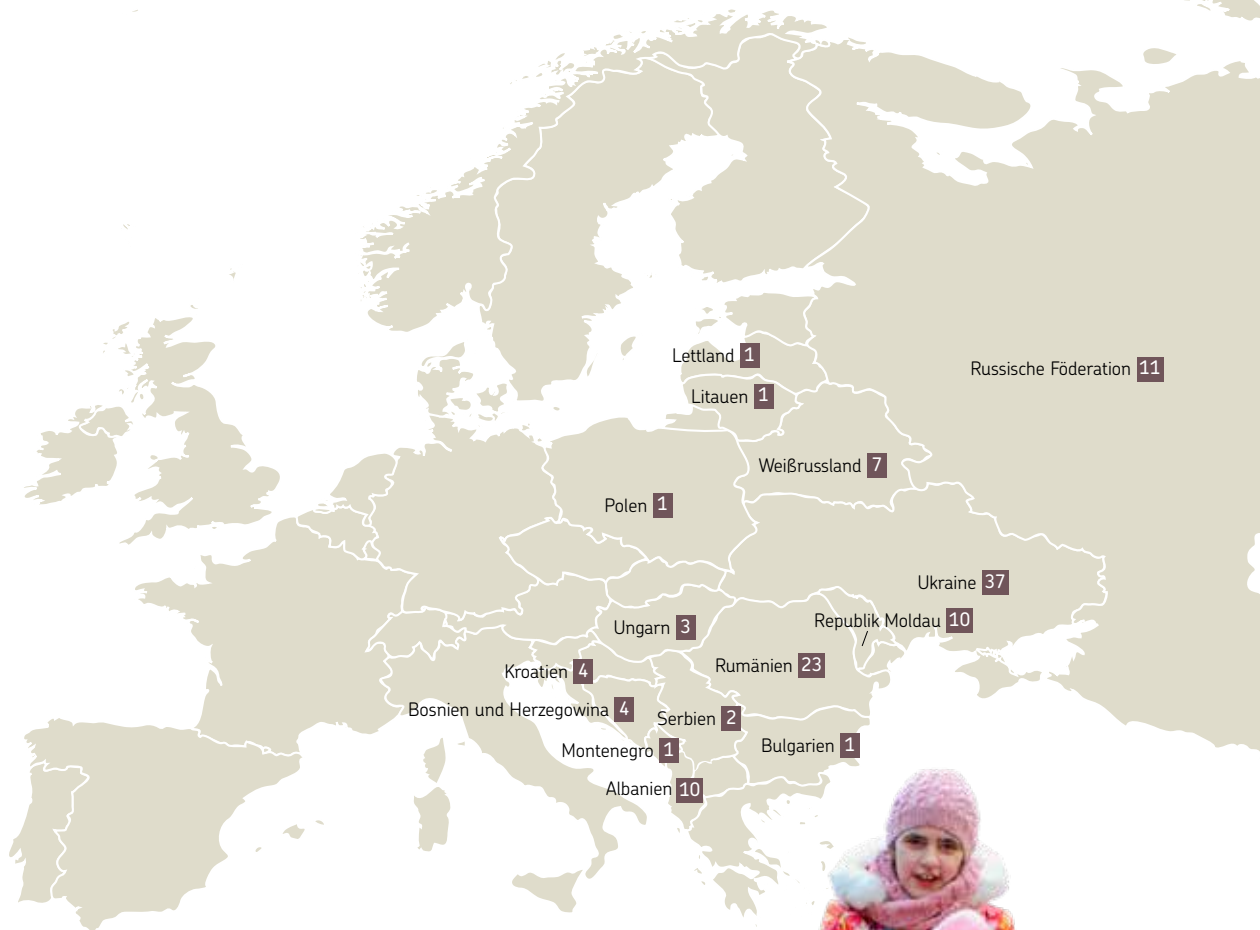 Lettland 1
Russische Föderation 11
Litauen 1
Weißrussland 7
Polen 1
Ukraine 37
Republik Moldau 10
Ungarn 3
Rumänien 23
Kroatien 4
Bosnien und Herzegowina 4
Serbien 2
Bulgarien 1
Montenegro 1
Albanien 10